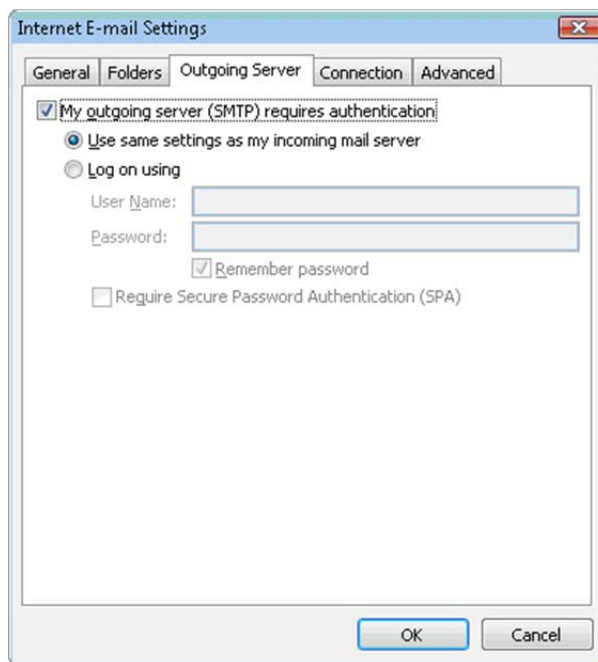 Internet E-mail Settings
General Folders Outgoing Server Connection Advanced
My outgoing server (SMTP) requires authentication
Use same settings as my incoming mail server
Log on using
User Name:
Password:
Remember password
Require Secure Password Authentication (SPA)
OK Cancel